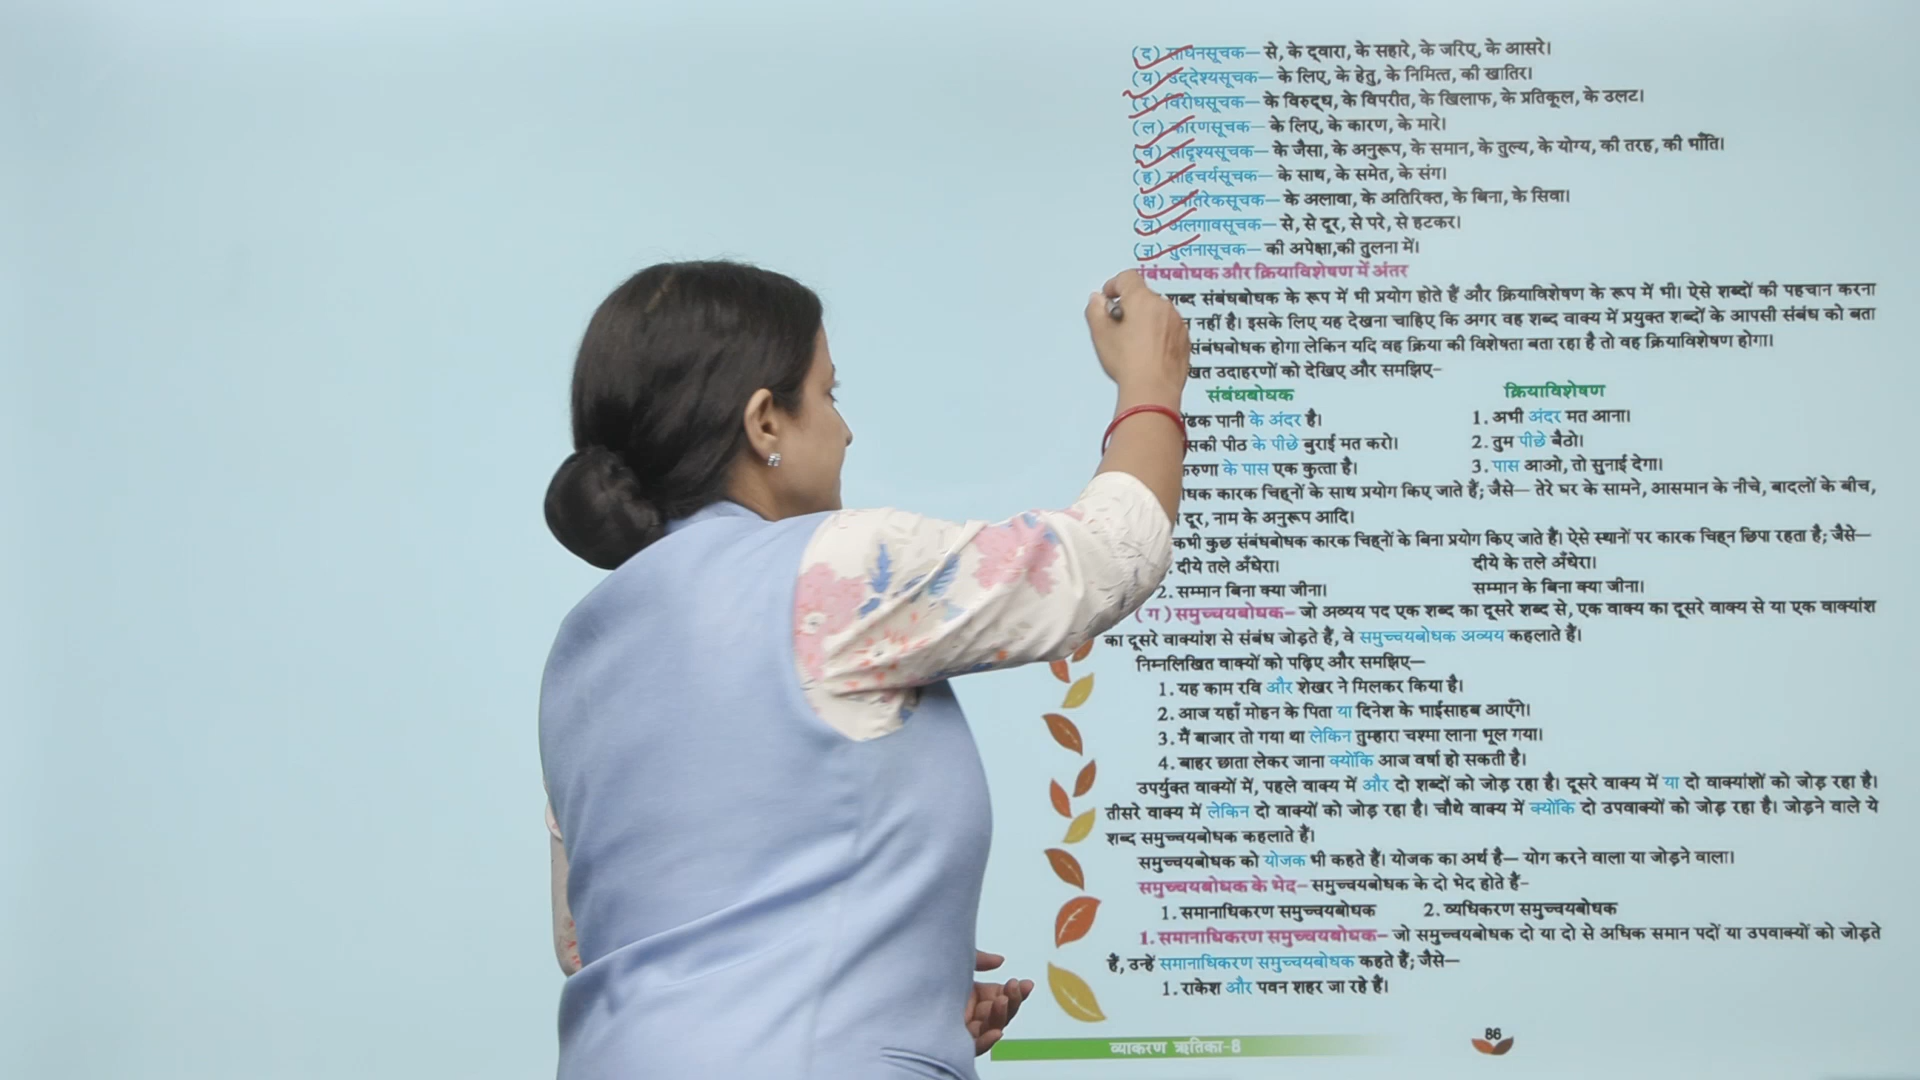 (द) साधनसूचक— से, के द्वारा, के सहारे, के जरिए, के आसरे।
(य) उद्देश्यसूचक— के लिए, के हेतु, के निमित्त, की खातिर।
(र) विरोधसूचक— के विरुद्ध, के विपरीत, के खिलाफ, के प्रतिकूल, के उलट।
(ल) कारणसूचक— के लिए, के कारण, के मारे।
(व) सादृश्यसूचक— के जैसा, के अनुरूप, के समान, के तुल्य, के योग्य, की तरह, की भाँति।
(ह) साहचर्यसूचक— के साथ, के समेत, के संग।
(क्ष) व्यतिरेकसूचक— के अलावा, के अतिरिक्त, के बिना, के सिवा।
(त्र) अलगावसूचक— से, से दूर, से परे, से हटकर।
(ज्ञ) तुलनासूचक— की अपेक्षा,की तुलना में।
संबंधबोधक और क्रियाविशेषण में अंतर
शब्द संबंधबोधक के रूप में भी प्रयोग होते हैं और क्रियाविशेषण के रूप में भी। ऐसे शब्दों की पहचान करना
नहीं है। इसके लिए यह देखना चाहिए कि अगर वह शब्द वाक्य में प्रयुक्त शब्दों के आपसी संबंध को बता
संबंधबोधक होगा लेकिन यदि वह क्रिया की विशेषता बता रहा है तो वह क्रियाविशेषण होगा।
उदाहरणों को देखिए और समझिए–
संबंधबोधक क्रियाविशेषण
पानी के अंदर है। 1. अभी अंदर मत आना।
पीठ के पीछे बुराई मत करो। 2. तुम पीछे बैठो।
करुणा के पास एक कुत्ता है। 3. पास आओ, तो सुनाई देगा।
कारक चिह्नों के साथ प्रयोग किए जाते हैं; जैसे— तेरे घर के सामने, आसमान के नीचे, बादलों के बीच,
दूर, नाम के अनुरूप आदि।
कभी कुछ संबंधबोधक कारक चिह्नों के बिना प्रयोग किए जाते हैं। ऐसे स्थानों पर कारक चिह्न छिपा रहता है; जैसे—
दीये तले अँधेरा। दीये के तले अँधेरा।
2. सम्मान बिना क्या जीना। सम्मान के बिना क्या जीना।
(ग) समुच्चयबोधक– जो अव्यय पद एक शब्द का दूसरे शब्द से, एक वाक्य का दूसरे वाक्य से या एक वाक्यांश
का दूसरे वाक्यांश से संबंध जोड़ते हैं, वे समुच्चयबोधक अव्यय कहलाते हैं।
निम्नलिखित वाक्यों को पढ़िए और समझिए—
1. यह काम रवि और शेखर ने मिलकर किया है।
2. आज यहाँ मोहन के पिता या दिनेश के भाईसाहब आएँगे।
3. मैं बाजार तो गया था लेकिन तुम्हारा चश्मा लाना भूल गया।
4. बाहर छाता लेकर जाना क्योंकि आज वर्षा हो सकती है।
उपर्युक्त वाक्यों में, पहले वाक्य में और दो शब्दों को जोड़ रहा है। दूसरे वाक्य में या दो वाक्यांशों को जोड़ रहा है।
तीसरे वाक्य में लेकिन दो वाक्यों को जोड़ रहा है। चौथे वाक्य में क्योंकि दो उपवाक्यों को जोड़ रहा है। जोड़ने वाले ये
शब्द समुच्चयबोधक कहलाते हैं।
समुच्चयबोधक को योजक भी कहते हैं। योजक का अर्थ है— योग करने वाला या जोड़ने वाला।
समुच्चयबोधक के भेद– समुच्चयबोधक के दो भेद होते हैं–
1. समानाधिकरण समुच्चयबोधक 2. व्यधिकरण समुच्चयबोधक
1. समानाधिकरण समुच्चयबोधक– जो समुच्चयबोधक दो या दो से अधिक समान पदों या उपवाक्यों को जोड़ते
हैं, उन्हें समानाधिकरण समुच्चयबोधक कहते हैं; जैसे—
1. राकेश और पवन शहर जा रहे हैं।
व्याकरण ऋतिका-8 86